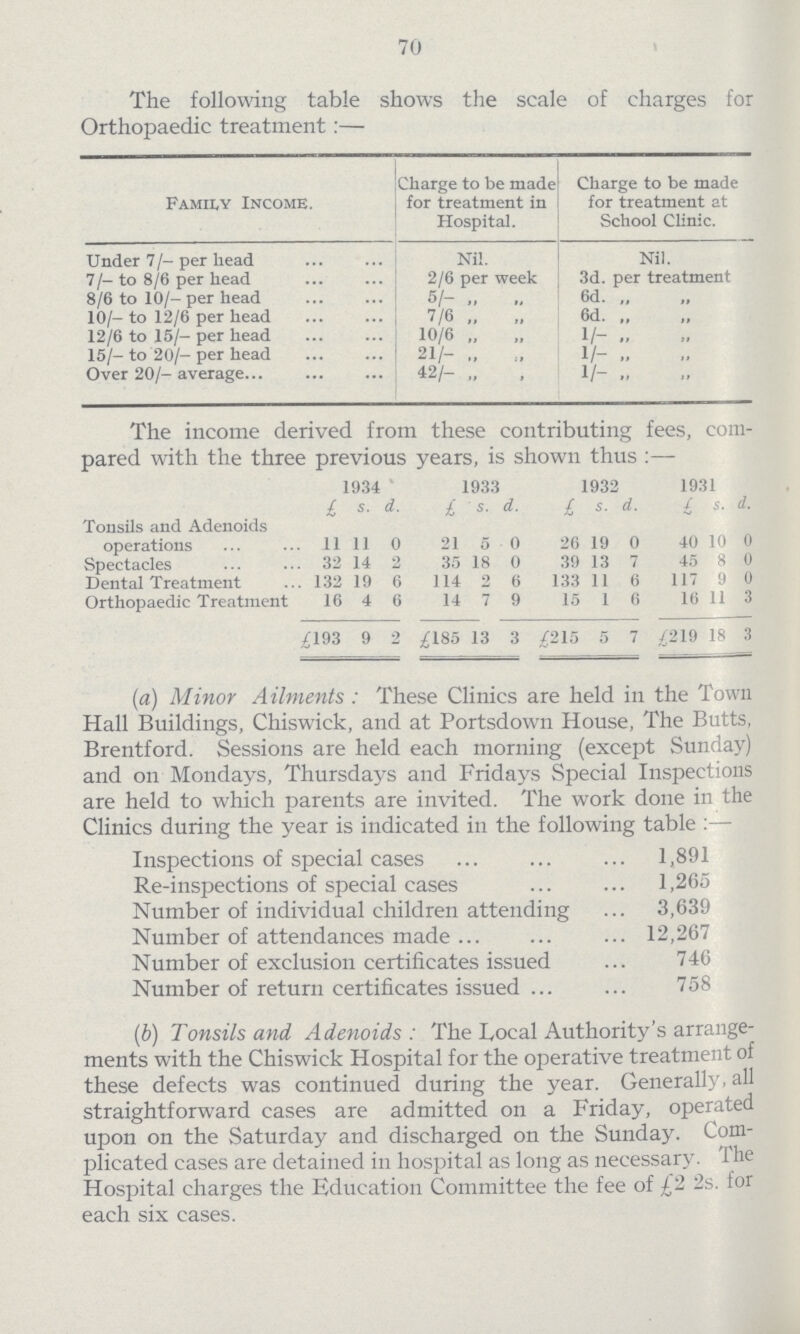 70
The following table shows the scale of charges for
Orthopaedic treatment :—
Family Income. Charge to be made for treatment in Hospital. Charge to be made for treatment at School Clinic.
Under 7/– per head ... ... Nil. Nil.
7/– to 8/6 per head ... ... 2/6 per week 3d. per treatment
8/6 to 10/– per head ... ... 5/– „ „ 6d. „ „
10/– to 12/6 per head ... ... 7/6 „ „ 6d. „ „
12/6 to 15/– per head ... ... 10/6 „ „ 1/– „ „
15/– to 20/– per head ... ... 21/– „ „ 1/– „ „
Over 20/– average... ... ... 42/– „ , 1/– „ „
The income derived from these contributing fees, com-
pared with the three previous years, is shown thus :—
1934 1933 1932 1931
£ s. d. £ s. d. £ s. d. £ s. d.
Tonsils and Adenoids
operations ... ... 11 11 0 21 5 0 26 19 0 40 10 0
Spectacles ... ... 32 14 2 35 18 0 39 13 7 45 8 0
Dental Treatment ... 132 19 6 114 2 6 133 11 6 117 9 0
Orthopaedic Treatment 16 4 6 14 7 9 15 1 6 16 11 3
£193 9 2 £185 13 3 £215 5 7 £219 18 3
(a) Minor Ailments : These Clinics are held in the Town
Hall Buildings, Chiswick, and at Portsdown House, The Butts,
Brentford. Sessions are held each morning (except Sunday)
and on Mondays, Thursdays and Fridays Special Inspections
are held to which parents are invited. The work done in the
Clinics during the year is indicated in the following table :—
Inspections of special cases ... ... ... 1,891
Re-inspections of special cases ... ... 1,265
Number of individual children attending ... 3,639
Number of attendances made ... ... ... 12,267
Number of exclusion certificates issued ... 746
Number of return certificates issued ... ... 758
(b) Tonsils and Adenoids : The Local Authority's arrange-
ments with the Chiswick Hospital for the operative treatment of
these defects was continued during the year. Generally, all
straightforward cases are admitted on a Friday, operated
upon on the Saturday and discharged on the Sunday. Com-
plicated cases are detained in hospital as long as necessary. The
Hospital charges the Education Committee the fee of £2 2s. for
each six cases.